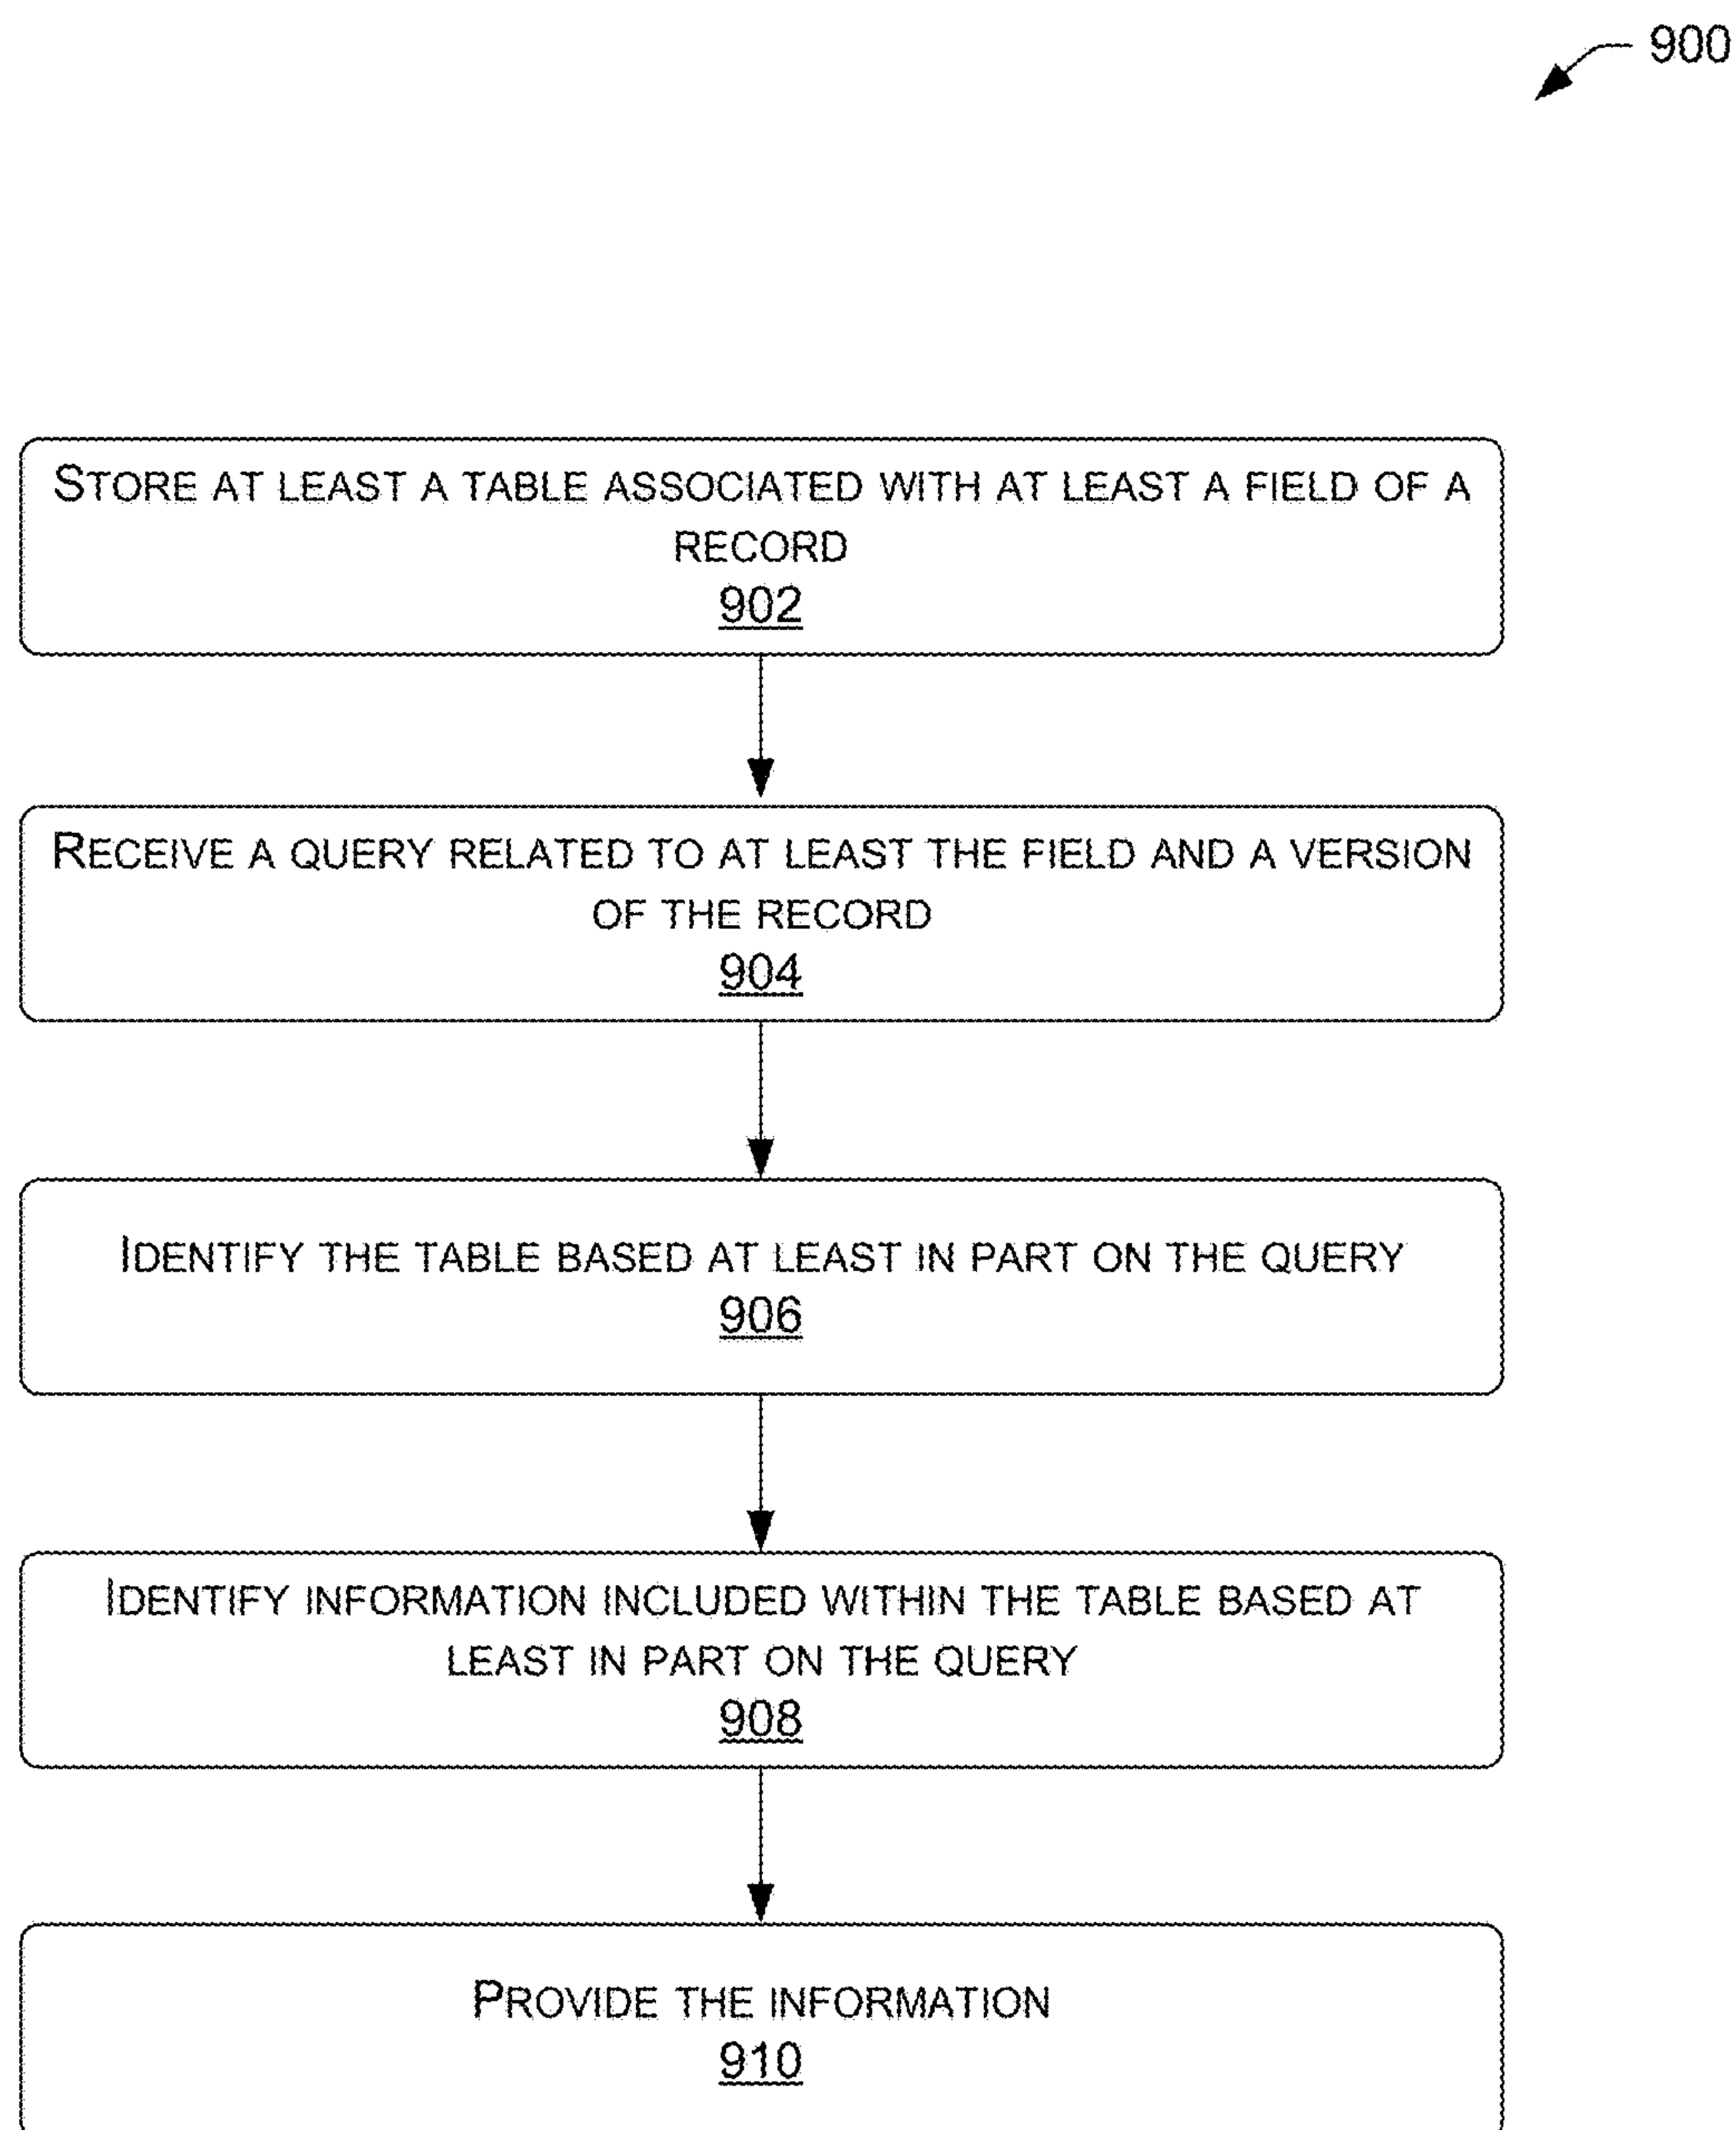 900
STORE AT LEAST A TABLE ASSOCIATED WITH AT LEAST A FIELD OF A
RECORD
902
RECEIVE A QUERY RELATED TO AT LEAST THE FIELD AND A VERSION
OF THE RECORD
904
IDENTIFY THE TABLE BASED AT LEAST IN PART ON THE QUERY
906
IDENTIFY INFORMATION INCLUDED WITHIN THE TABLE BASED AT
LEAST IN PART ON THE QUERY
908
PROVIDE THE INFORMATION
910